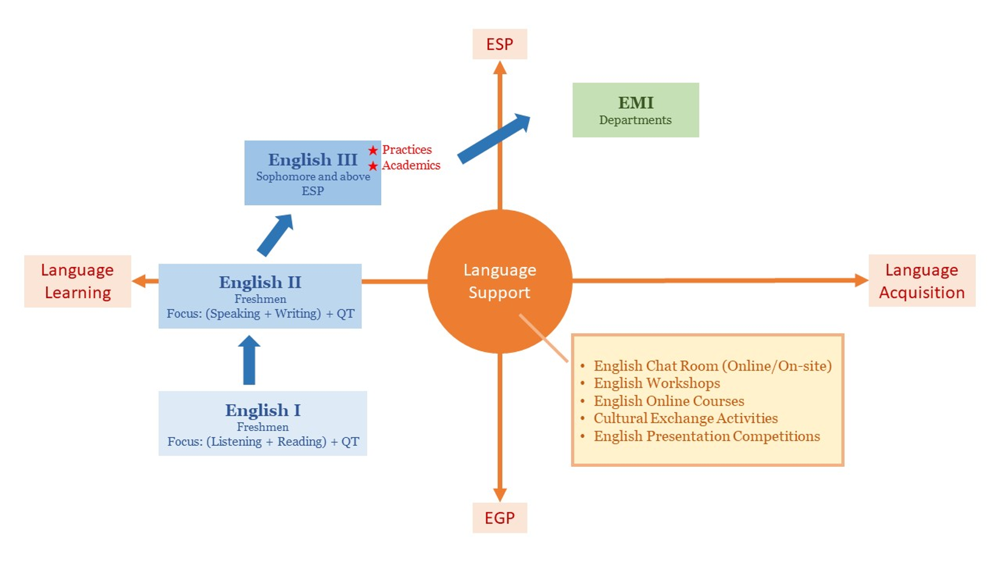 ESP
EMI
Departments
English III
Sophomore and above
ESP
★ Practices
★ Academics
Language
Learning
English II
Freshmen
Focus: (Speaking + Writing) + QT
Language
Support
Language
Acquisition
English I
Freshmen
Focus: (Listening + Reading) + QT
• English Chat Room (Online/On-site)
• English Workshops
• English Online Courses
• Cultural Exchange Activities
• English Presentation Competitions
EGP